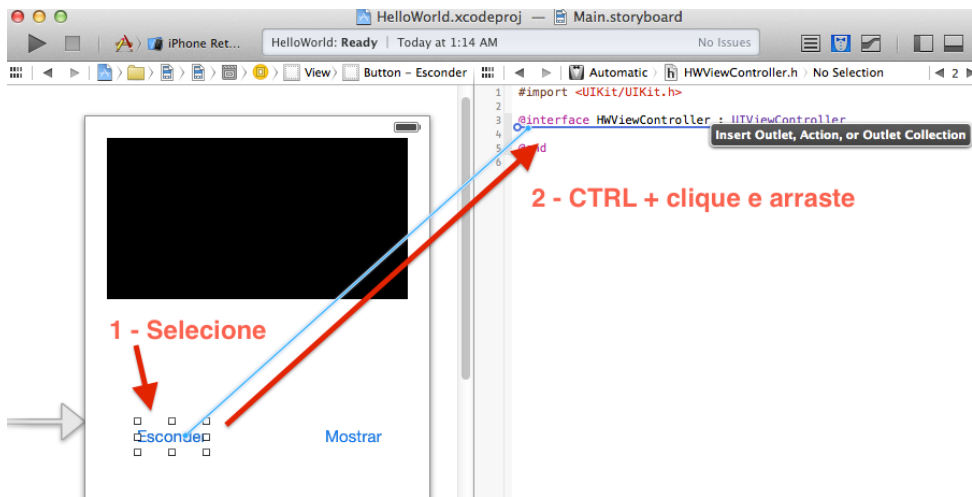 HelloWorld.xcodeproj — Main.storyboard
iPhone Ret... HelloWorld: Ready | Today at 1:14 AM No Issues
View Button - Esconder Automatic HWViewController.h No Selection 2
1 #import <UIKit/UIKit.h>
2
3 @interface HWViewController : UIViewController
4
Insert Outlet, Action, or Outlet Collection
5 @end
6
2 - CTRL + clique e arraste
1 - Selecione
Esconder Mostrar